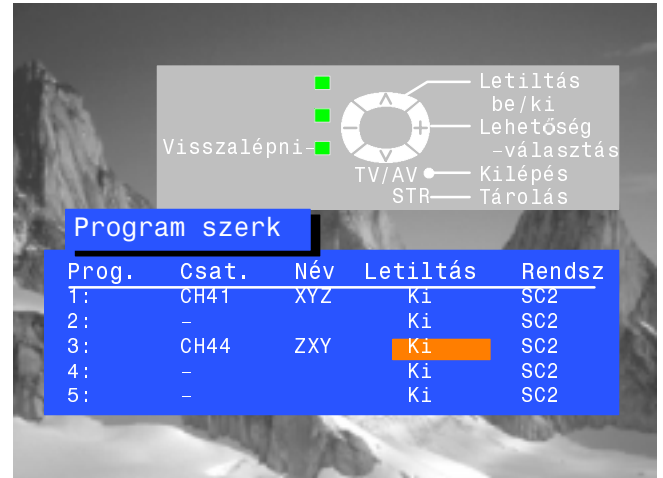 Letiltás
be/ki
Lehetőség
-választás
Visszalépni
TV/AV Kilépés
STR Tárolás
Program szerk
Prog. Csat. Név Letiltás Rendsz
1: CH41 XYZ Ki SC2
2: – Ki SC2
3: CH44 ZXY Ki SC2
4: – Ki SC2
5: – Ki SC2